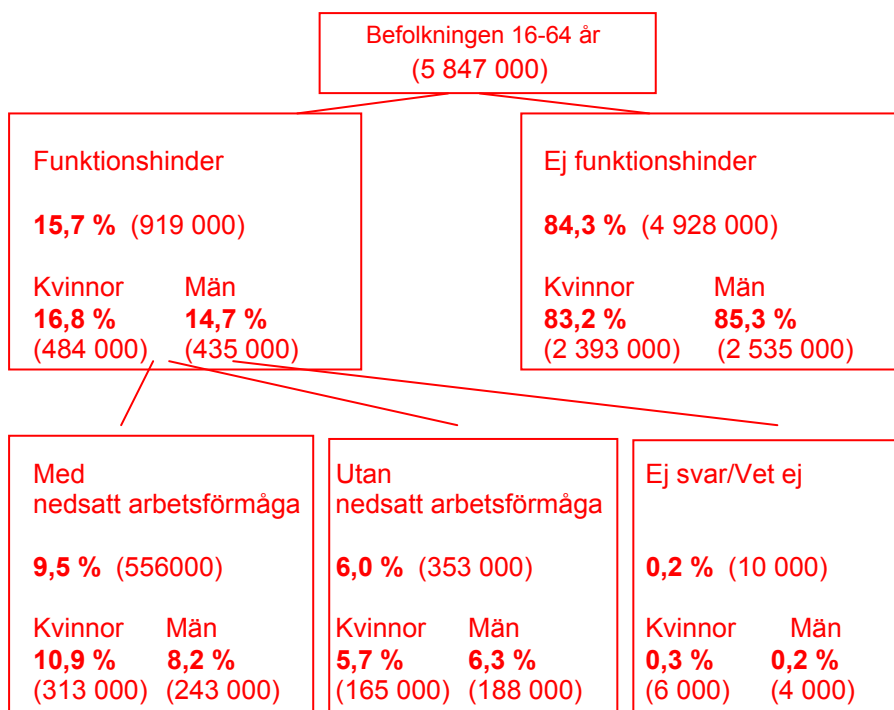 Befolkningen 16-64 år
(5 847 000)
Funktionshinder
15,7 % (919 000)
Kvinnor Män
16,8 % 14,7 %
(484 000) (435 000)
Ej funktionshinder
84,3 % (4 928 000)
Kvinnor Män
83,2 % 85,3 %
(2 393 000) (2 535 000)
Med
nedsatt arbetsförmåga
9,5 % (556000)
Kvinnor Män
10,9 % 8,2 %
(313 000) (243 000)
Utan
nedsatt arbetsförmåga
6,0 % (353 000)
Kvinnor Män
5,7 % 6,3 %
(165 000) (188 000)
Ej svar/Vet ej
0,2 % (10 000)
Kvinnor Män
0,3 % 0,2 %
(6 000) (4 000)